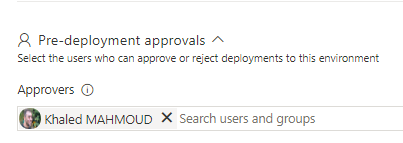 Pre-deployment approvals
Select the users who can approve or reject deployments to this environment
Approvers
Khaled MAHMOUD Search users and groups